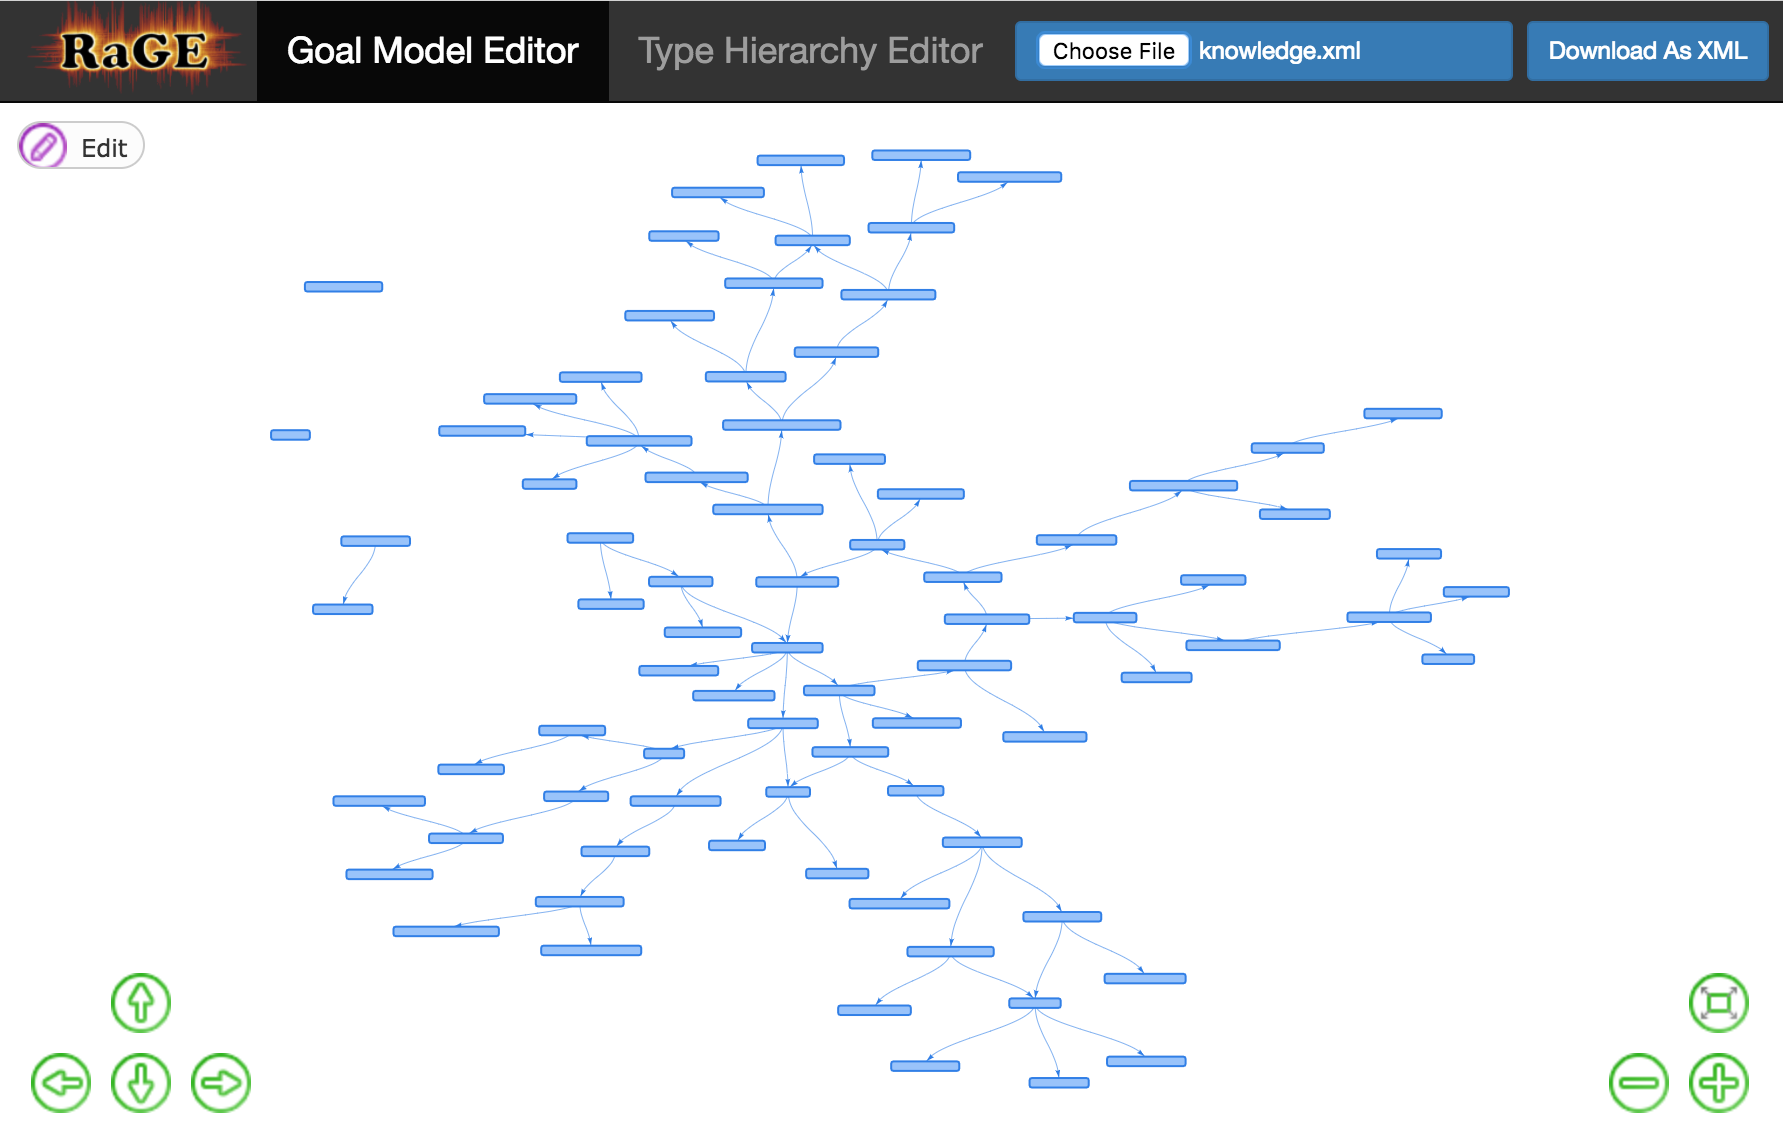 RaGE
Goal Model Editor
Type Hierarchy Editor
Choose File knowledge.xml
Download As XML
Edit